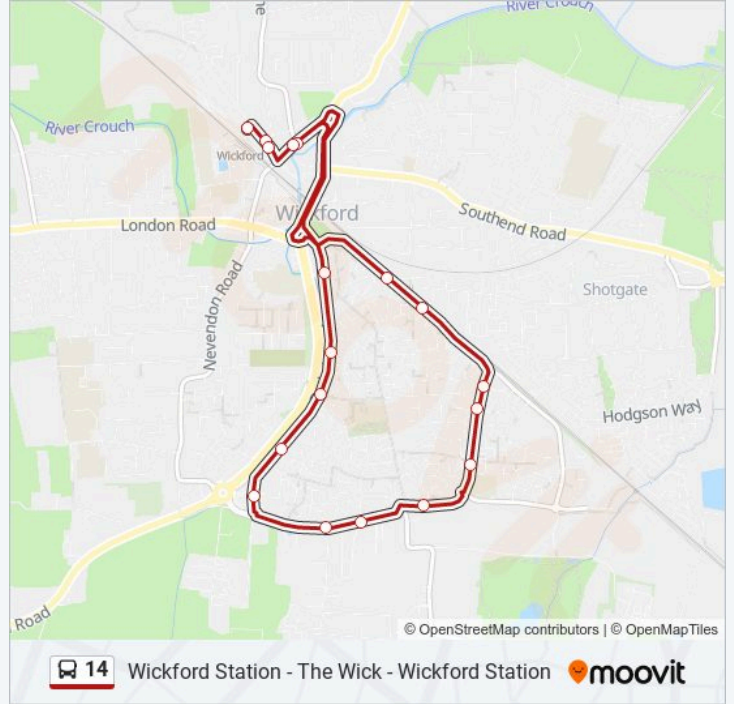 River Crouch
ne
River Crouch
Wickford
Wickford
London Road
Southend Road
Nevendon Road
Shotgate
Hodgson Way
Road
© OpenStreetMap contributors | © OpenMapTiles
14 Wickford Station - The Wick - Wickford Station moovit